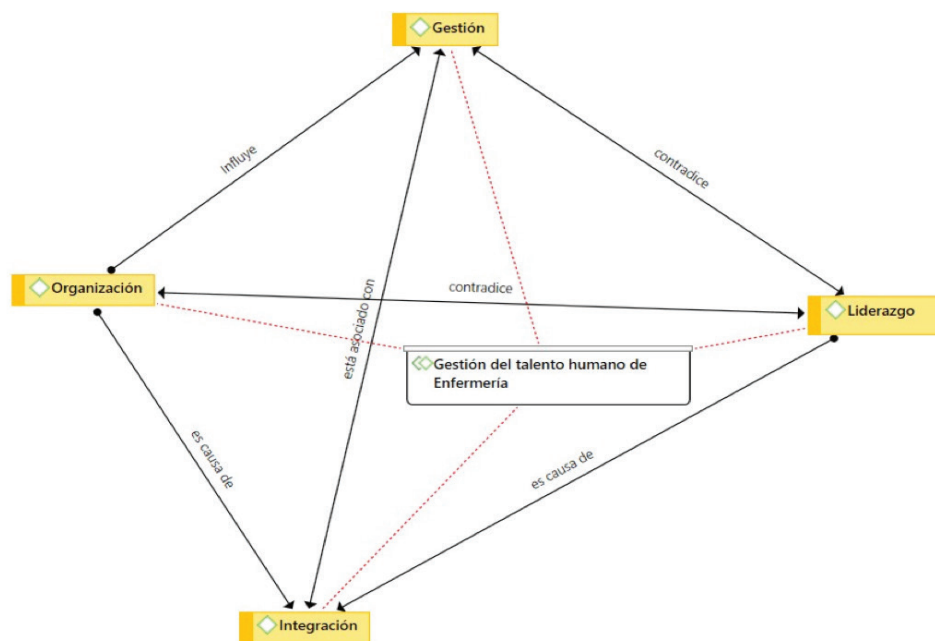 Gestión
Influye
contradice
Organización
contradice
Liderazgo
está asociado con
Gestión del talento humano de
Enfermería
es causa de
es causa de
Integración